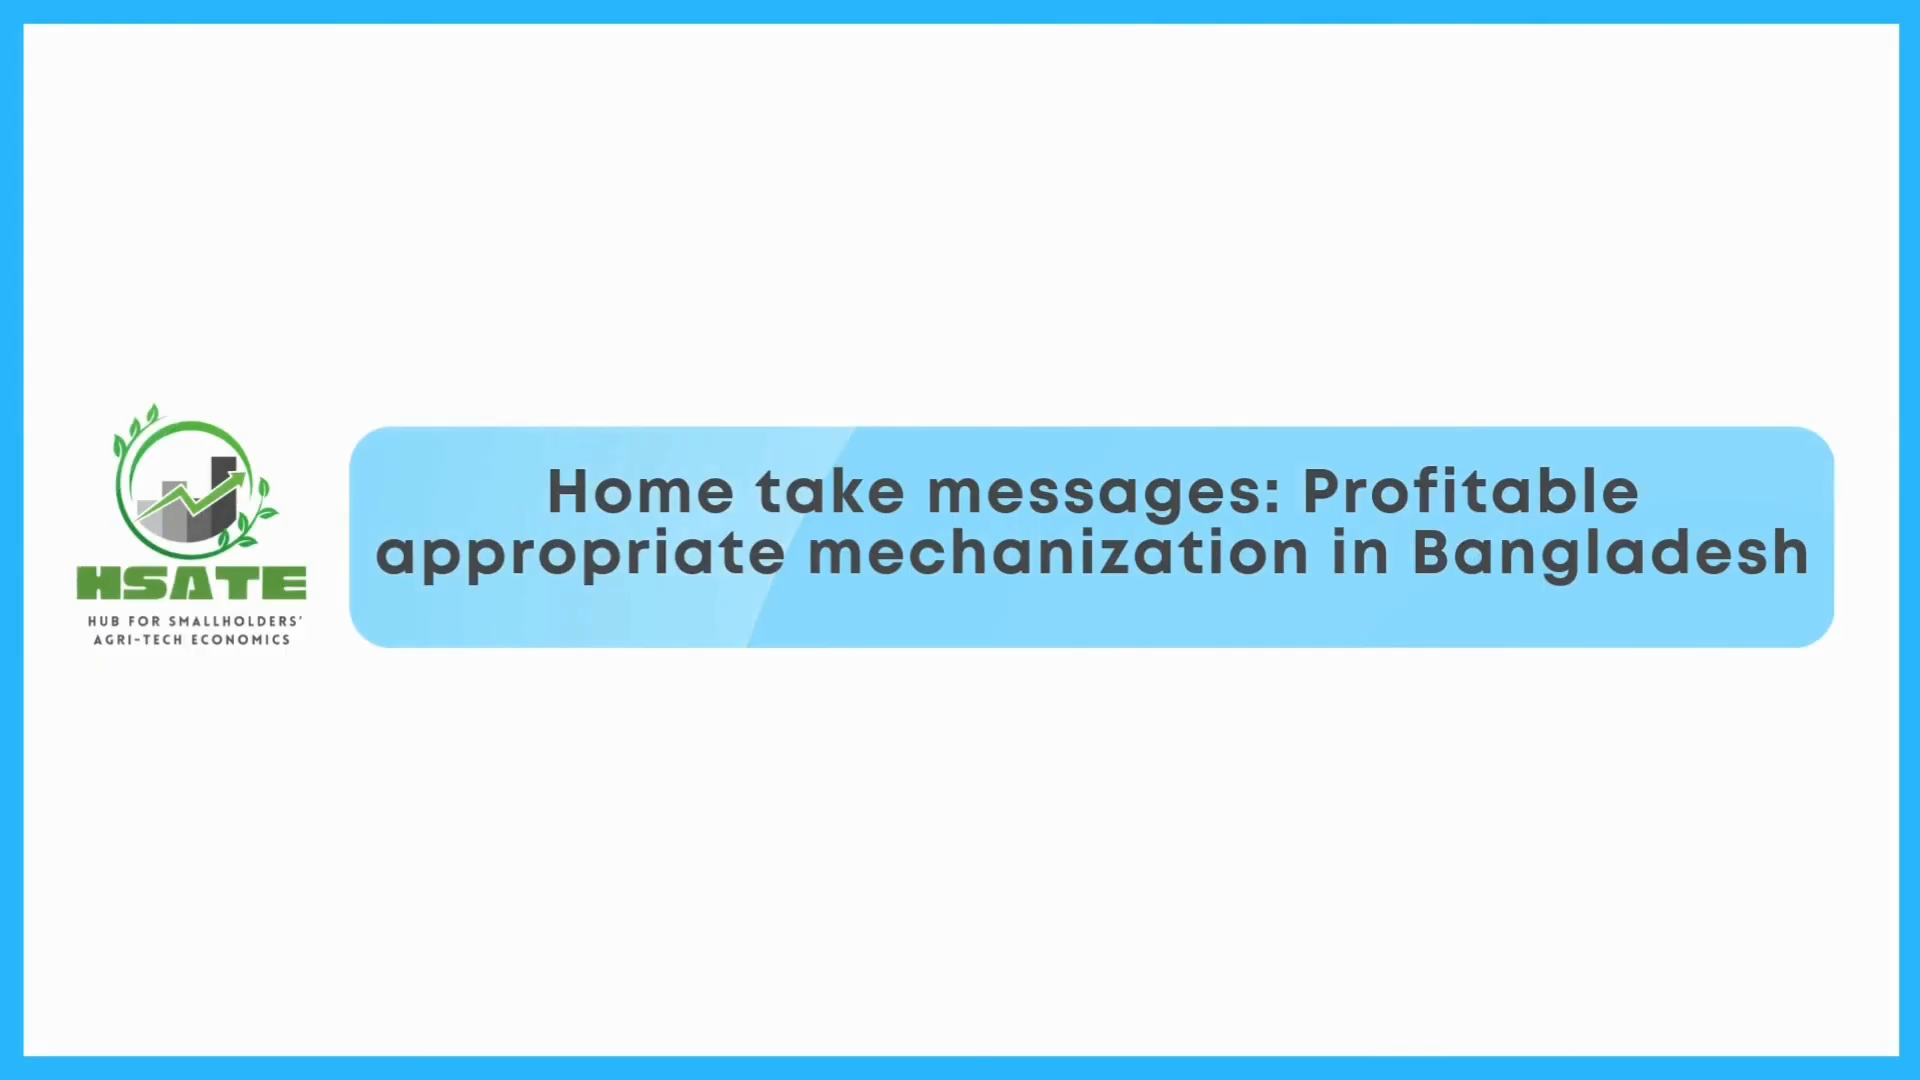 HSATE
HUB FOR SMALLHOLDERS'
AGRI-TECH ECONOMICS
Home take messages: Profitable
appropriate mechanization in Bangladesh